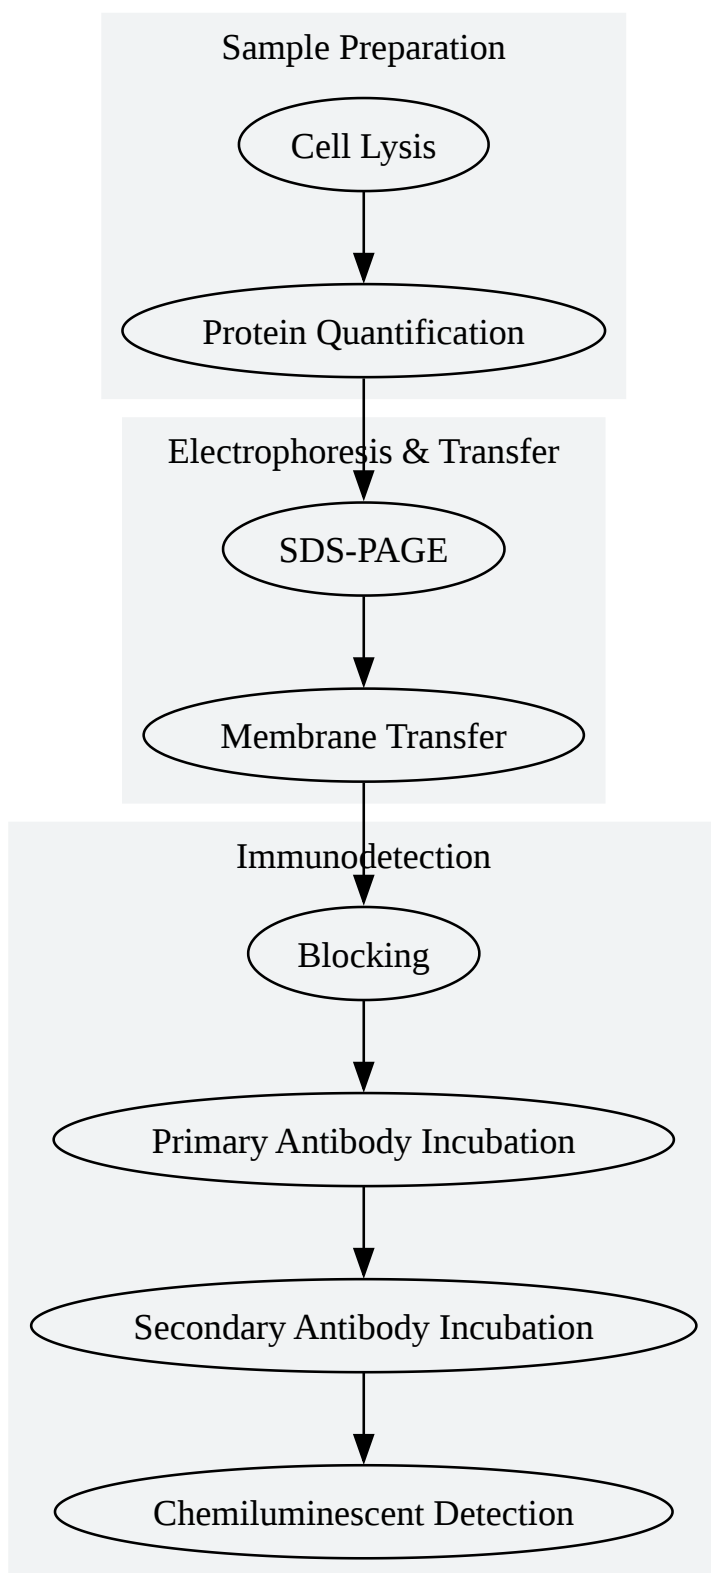 Sample Preparation
Cell Lysis
Protein Quantification
Electrophoresis & Transfer
SDS-PAGE
Membrane Transfer
Immunodetection
Blocking
Primary Antibody Incubation
Secondary Antibody Incubation
Chemiluminescent Detection